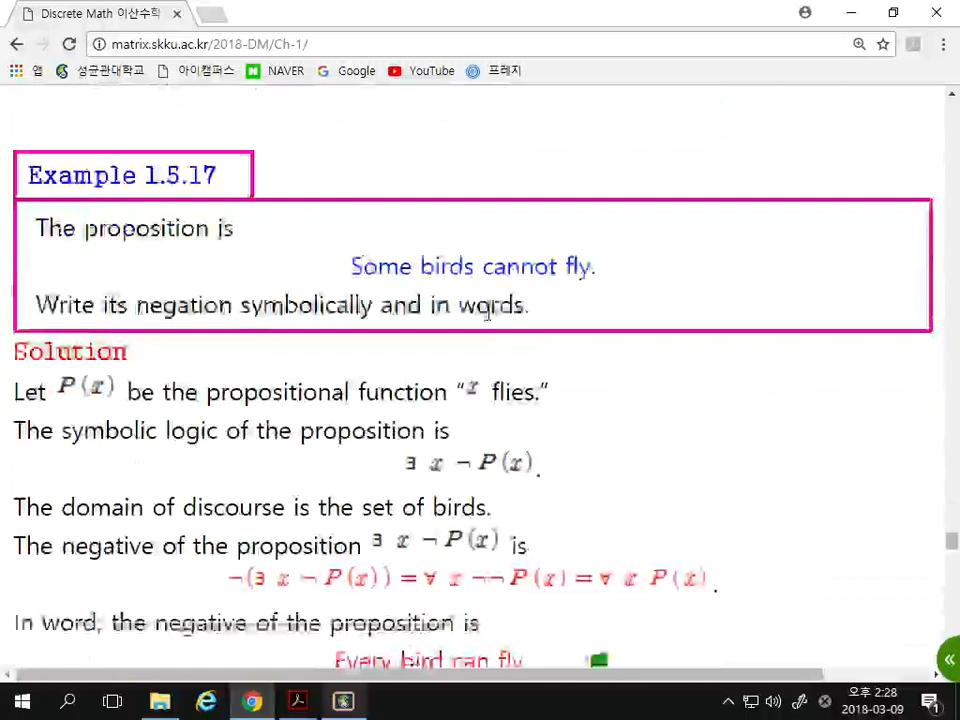 Discrete Math 이산수학
matrix.skku.ac.kr/2018-DM/Ch-1/
앱 성균관대학교 아이캠퍼스 NAVER Google YouTube 프레지
Example 1.5.17
The proposition is
Some birds cannot fly.
Write its negation symbolically and in words.
Solution
Let P(x) be the propositional function “x flies.”
The symbolic logic of the proposition is
∃ x ¬ P(x).
The domain of discourse is the set of birds.
The negative of the proposition ∃ x ¬ P(x) is
¬(∃ x ¬ P(x)) = ∀ x ¬¬ P(x) = ∀ x P(x).
In word, the negative of the proposition is
Every bird can fly
오후 2:28
2018-03-09
1